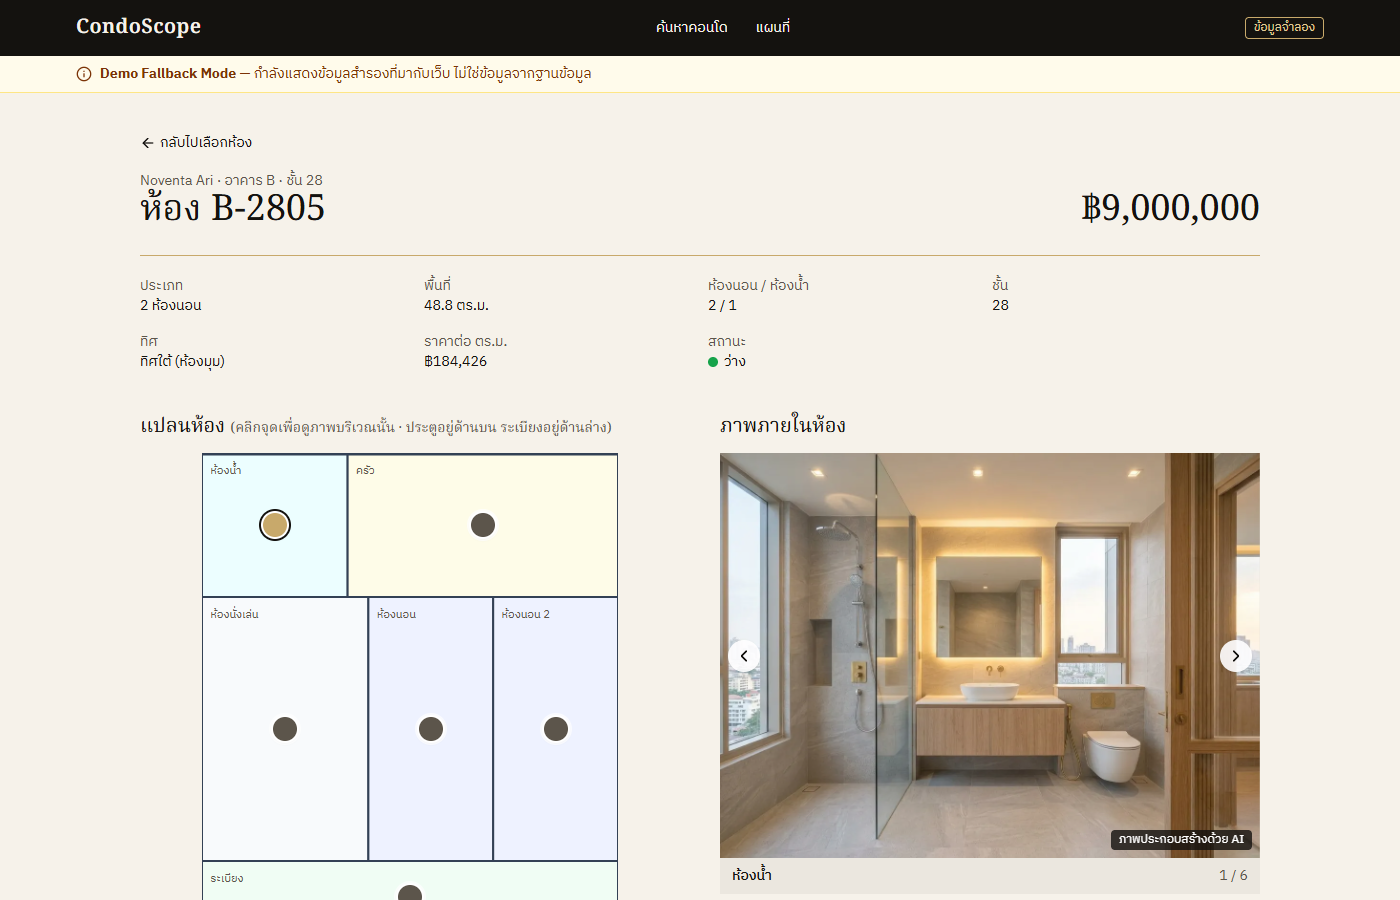 CondoScope
ค้นหาคอนโด แผนที่
ข้อมูลจำลอง
Demo Fallback Mode — กำลังแสดงข้อมูลสำรองที่มากับเว็บ ไม่ใช่ข้อมูลจากฐานข้อมูล
← กลับไปเลือกห้อง
Noventa Ari · อาคาร B · ชั้น 28
ห้อง B-2805
฿9,000,000
ประเภท
2 ห้องนอน
พื้นที่
48.8 ตร.ม.
ห้องนอน / ห้องน้ำ
2 / 1
ชั้น
28
ทิศ
ทิศใต้ (ห้องมุม)
ราคาต่อ ตร.ม.
฿184,426
สถานะ
ว่าง
แปลนห้อง (คลิกจุดเพื่อดูภาพบริเวณนั้น · ประตูอยู่ด้านบน ระเบียงอยู่ด้านล่าง)
ห้องน้ำ
ครัว
ห้องนั่งเล่น
ห้องนอน
ห้องนอน 2
ระเบียง
ภาพภายในห้อง
ภาพประกอบสร้างด้วย AI
ห้องน้ำ
1 / 6